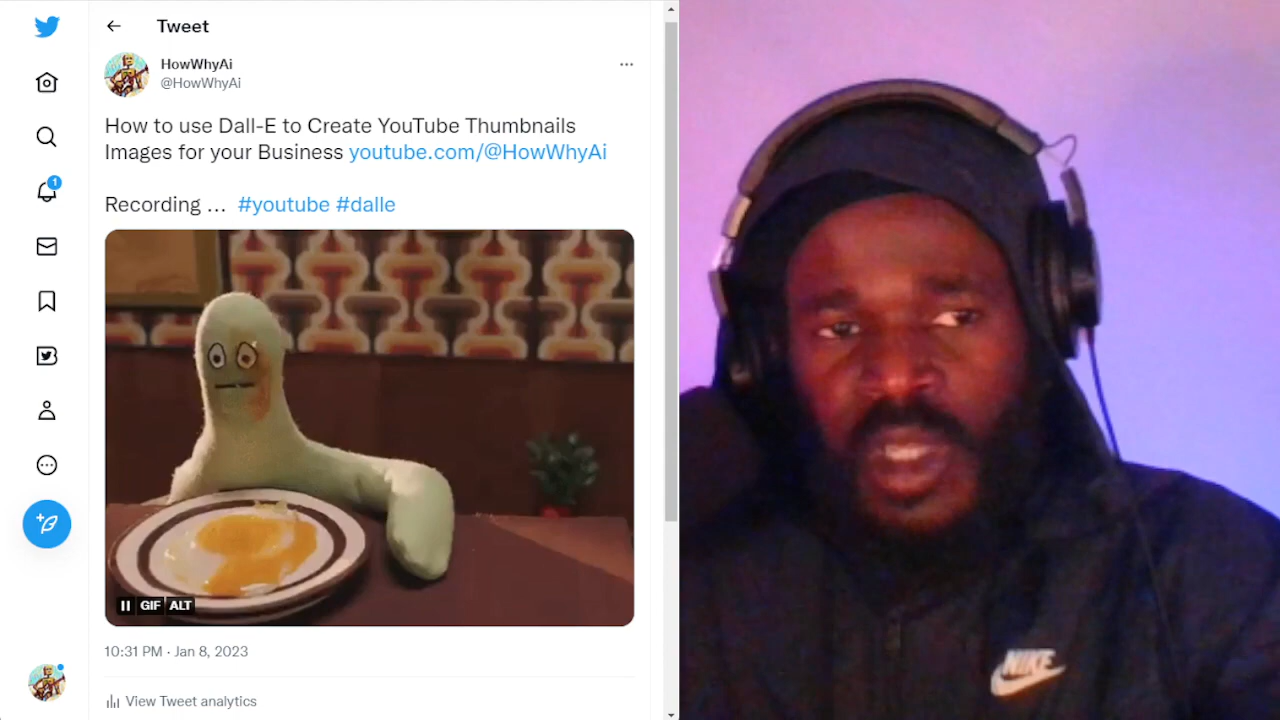 Tweet
HowWhyAi
@HowWhyAi
How to use Dall-E to Create YouTube Thumbnails
Images for your Business youtube.com/@HowWhyAi
Recording … #youtube #dalle
GIF ALT
10:31 PM · Jan 8, 2023
View Tweet analytics
1
NIKE